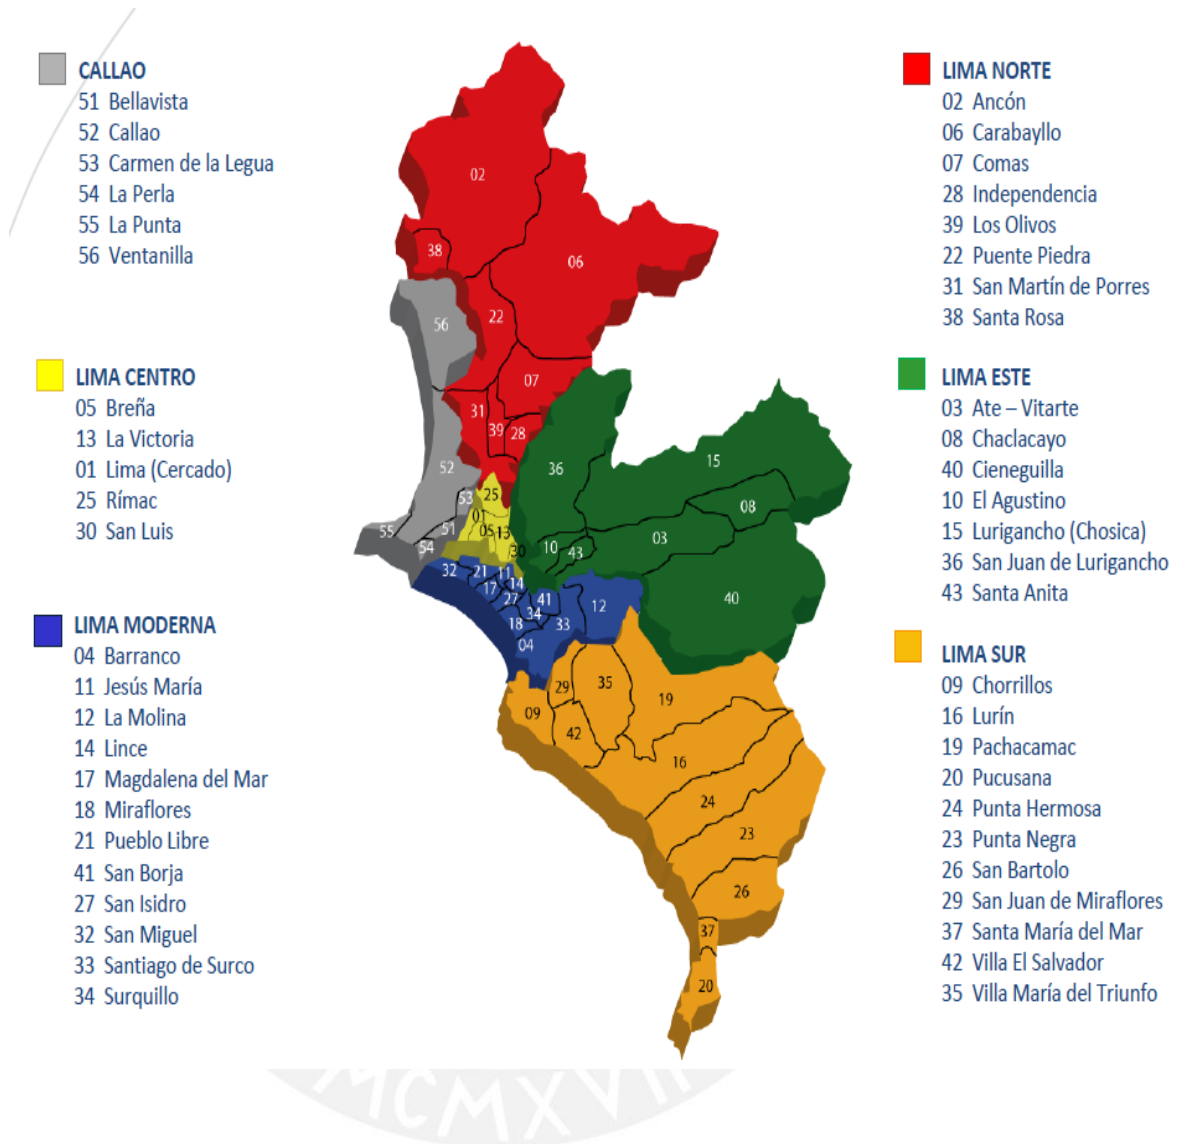 CALLAO
51 Bellavista
52 Callao
53 Carmen de la Legua
54 La Perla
55 La Punta
56 Ventanilla
LIMA CENTRO
05 Breña
13 La Victoria
01 Lima (Cercado)
25 Rímac
30 San Luis
LIMA MODERNA
04 Barranco
11 Jesús María
12 La Molina
14 Lince
17 Magdalena del Mar
18 Miraflores
21 Pueblo Libre
41 San Borja
27 San Isidro
32 San Miguel
33 Santiago de Surco
34 Surquillo
02
38
06
56
22
07
31
39
28
36
15
52
53
25
01
05
13
30
08
03
55
51
54
10
43
32
21
11
17
14
27
41
34
18
33
04
12
40
29
35
19
09
42
16
24
23
26
37
20
LIMA NORTE
02 Ancón
06 Carabayllo
07 Comas
28 Independencia
39 Los Olivos
22 Puente Piedra
31 San Martín de Porres
38 Santa Rosa
LIMA ESTE
03 Ate – Vitarte
08 Chaclacayo
40 Cieneguilla
10 El Agustino
15 Lurigancho (Chosica)
36 San Juan de Lurigancho
43 Santa Anita
LIMA SUR
09 Chorrillos
16 Lurín
19 Pachacamac
20 Pucusana
24 Punta Hermosa
23 Punta Negra
26 San Bartolo
29 San Juan de Miraflores
37 Santa María del Mar
42 Villa El Salvador
35 Villa María del Triunfo
MCMXVII